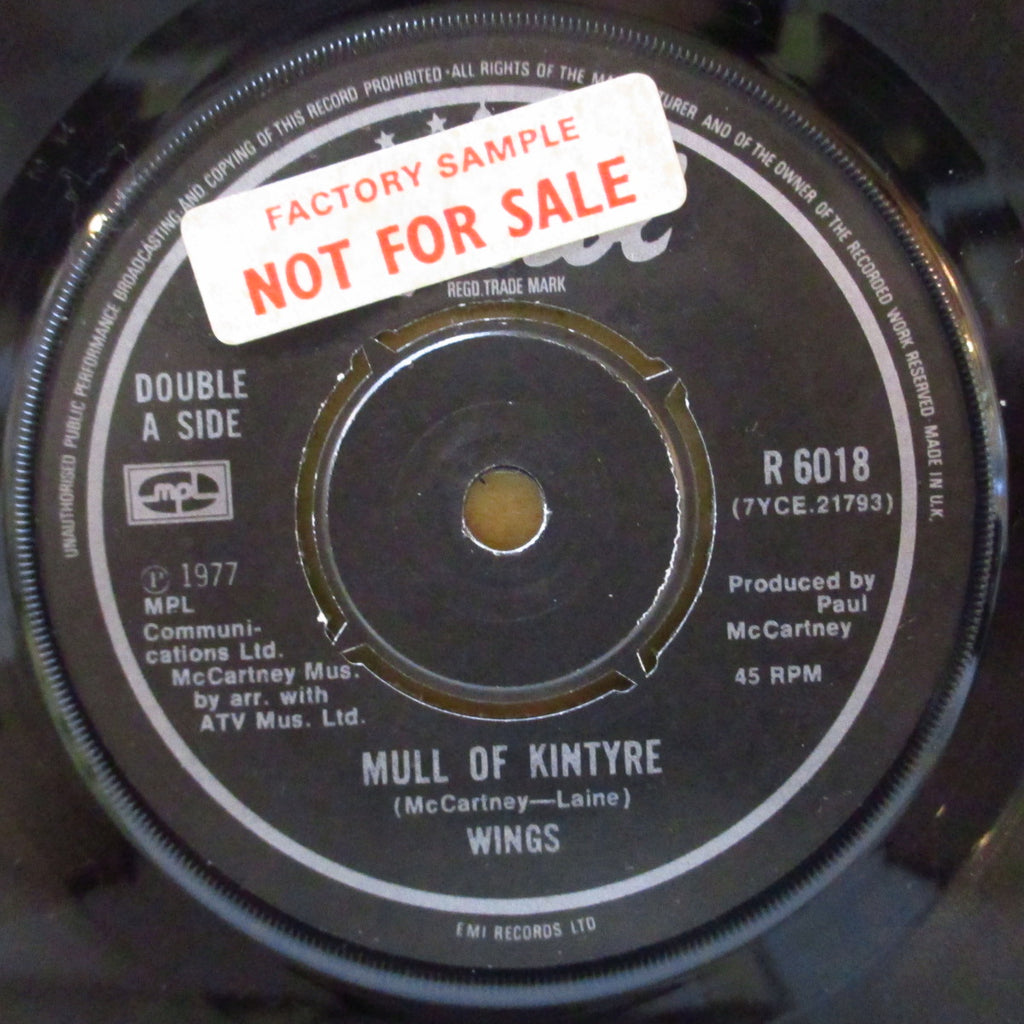 UNAUTHORISED PUBLIC PERFORMANCE BROADCASTING AND COPYING OF THIS RECORD PROHIBITED·ALL RIGHTS OF THE TURER AND OF THE OWNER OF THE RECORDED WORK RESERVED·MADE IN U.K.
FACTORY SAMPLE
NOT FOR SALE
REGD. TRADE MARK
DOUBLE
A SIDE
mpl
R 6018
(7YCE.21793)
℗ 1977
MPL
Communi-
cations Ltd.
McCartney Mus.
by arr. with
ATV Mus. Ltd.
Produced by
Paul
McCartney
45 RPM
MULL OF KINTYRE
(McCartney—Laine)
WINGS
EMI RECORDS LTD